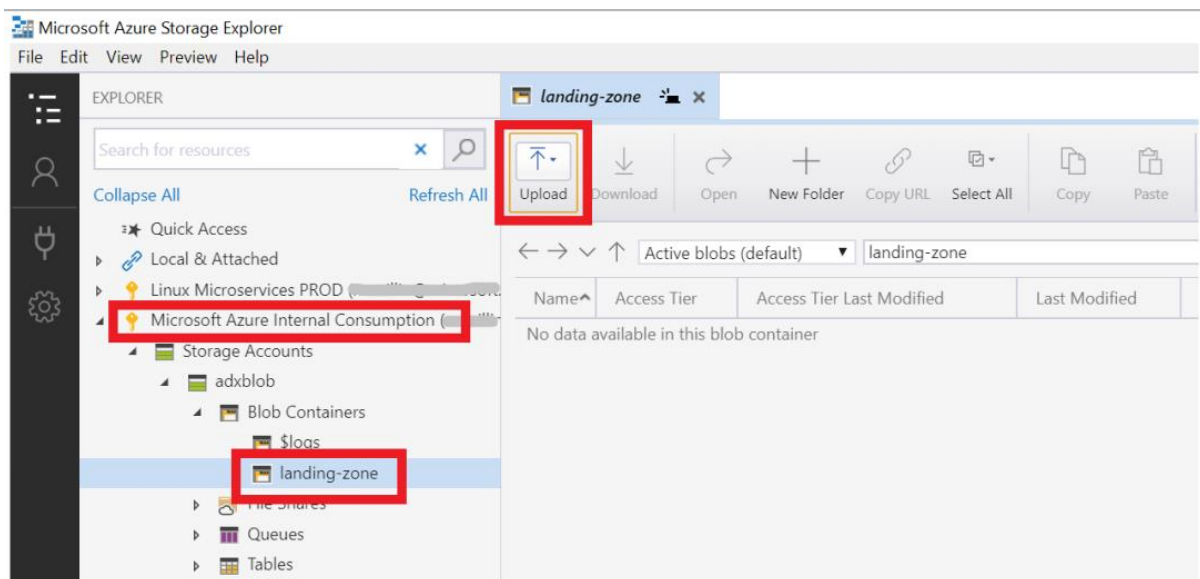 Microsoft Azure Storage Explorer
File Edit View Preview Help
EXPLORER
landing-zone
Search for resources
Collapse All Refresh All
Upload Download Open New Folder Copy URL Select All Copy Paste
Quick Access
Local & Attached
Linux Microservices PROD (
Microsoft Azure Internal Consumption (
Storage Accounts
adxblob
Blob Containers
$logs
landing-zone
File Shares
Queues
Tables
Active blobs (default) landing-zone
Name Access Tier Access Tier Last Modified Last Modified
No data available in this blob container